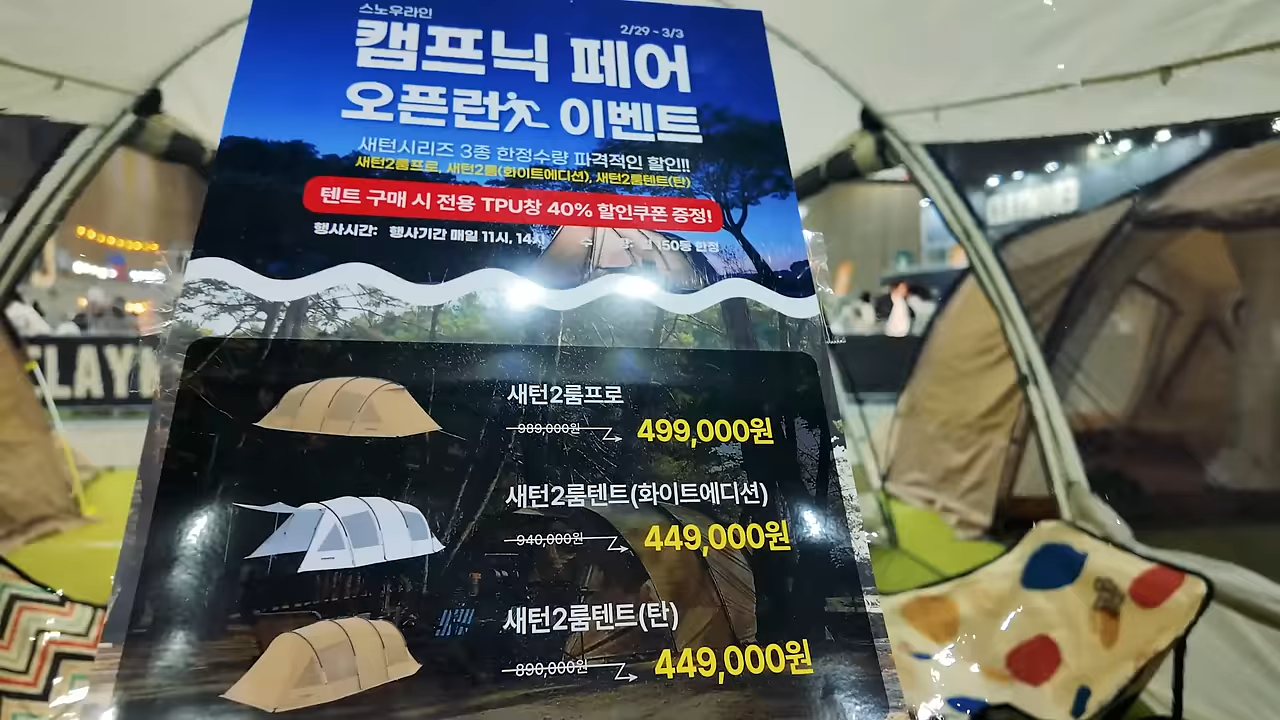 스노우라인
2/29 ~ 3/3
캠프닉 페어
오픈런 이벤트
새턴시리즈 3종 한정수량 파격적인 할인!!
새턴2룸프로, 새턴2룸(화이트에디션), 새턴2룸텐트(탄)
텐트 구매 시 전용 TPU창 40% 할인쿠폰 증정!
행사시간: 행사기간 매일 11시, 14시
50동 한정
새턴2룸프로
989,000원
499,000원
새턴2룸텐트(화이트에디션)
940,000원
449,000원
새턴2룸텐트(탄)
890,000원
449,000원